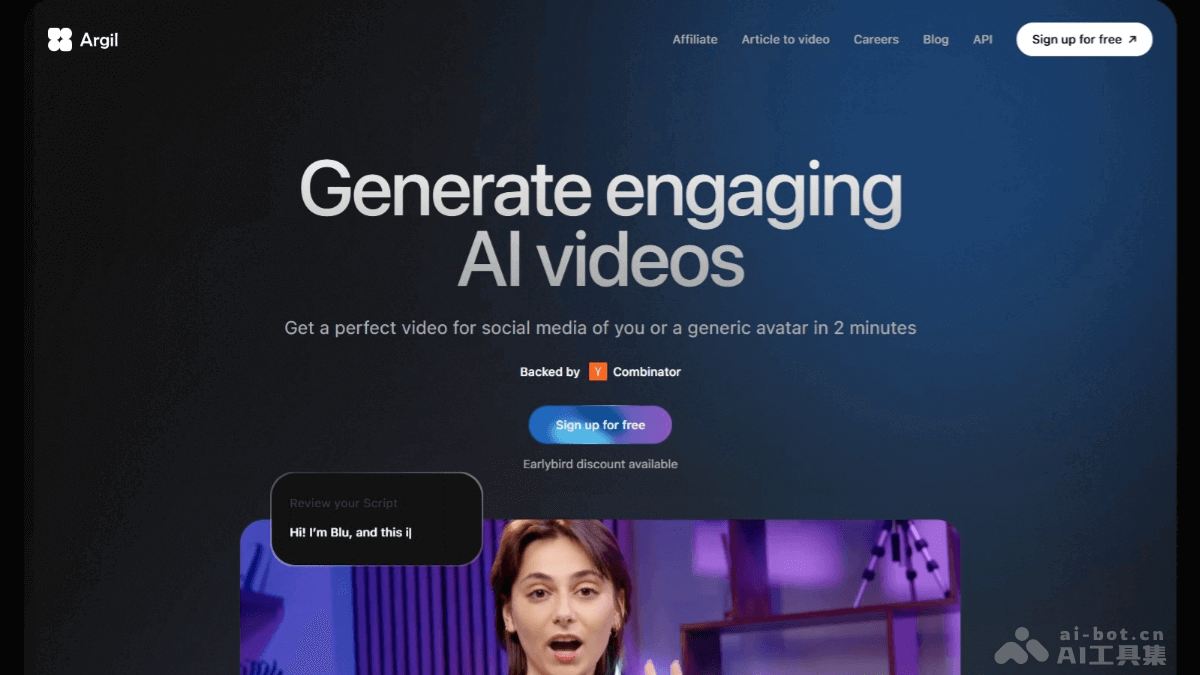 Argil
Affiliate Article to video Careers Blog API Sign up for free ↗
Generate engaging
AI videos
Get a perfect video for social media of you or a generic avatar in 2 minutes
Backed by Y Combinator
Sign up for free
Earlybird discount available
Review your Script
Hi! I'm Blu, and this i|
ai-bot.cn
AI工具集